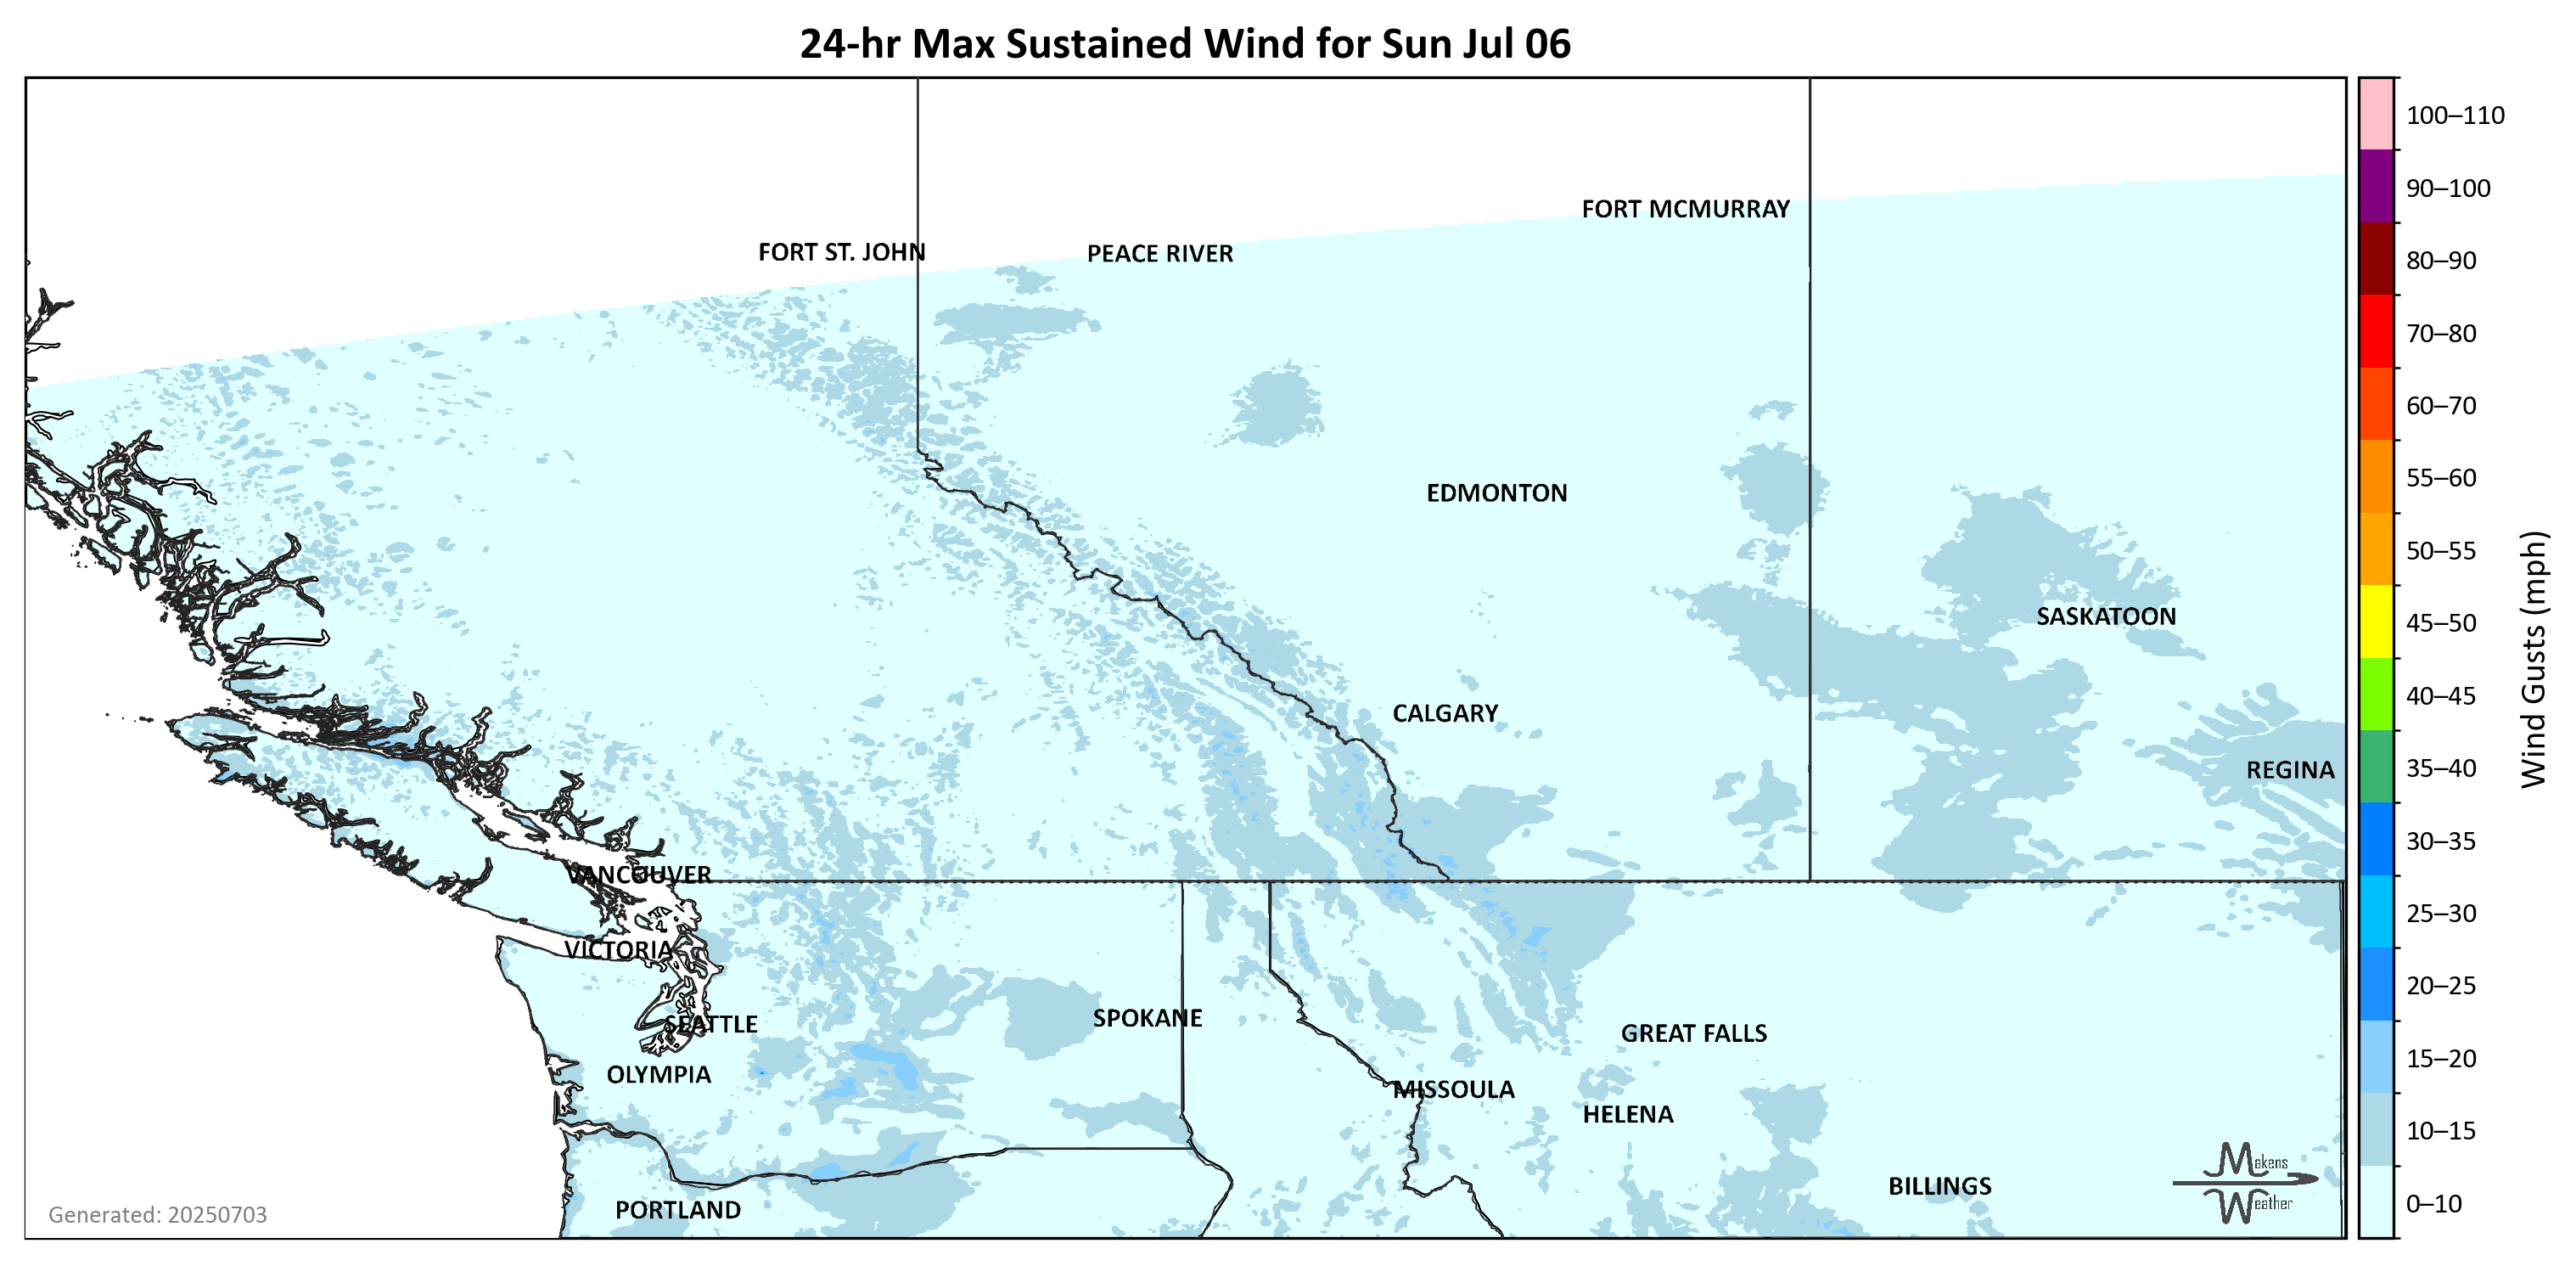 24-hr Max Sustained Wind for Sun Jul 06
100–110
90–100
80–90
70–80
60–70
55–60
50–55
45–50
40–45
35–40
30–35
25–30
20–25
15–20
10–15
0–10
Wind Gusts (mph)
FORT MCMURRAY
FORT ST. JOHN
PEACE RIVER
EDMONTON
SASKATOON
CALGARY
REGINA
VANCOUVER
VICTORIA
SEATTLE
SPOKANE
GREAT FALLS
OLYMPIA
MISSOULA
HELENA
BILLINGS
PORTLAND
Makens
Weather
Generated: 20250703